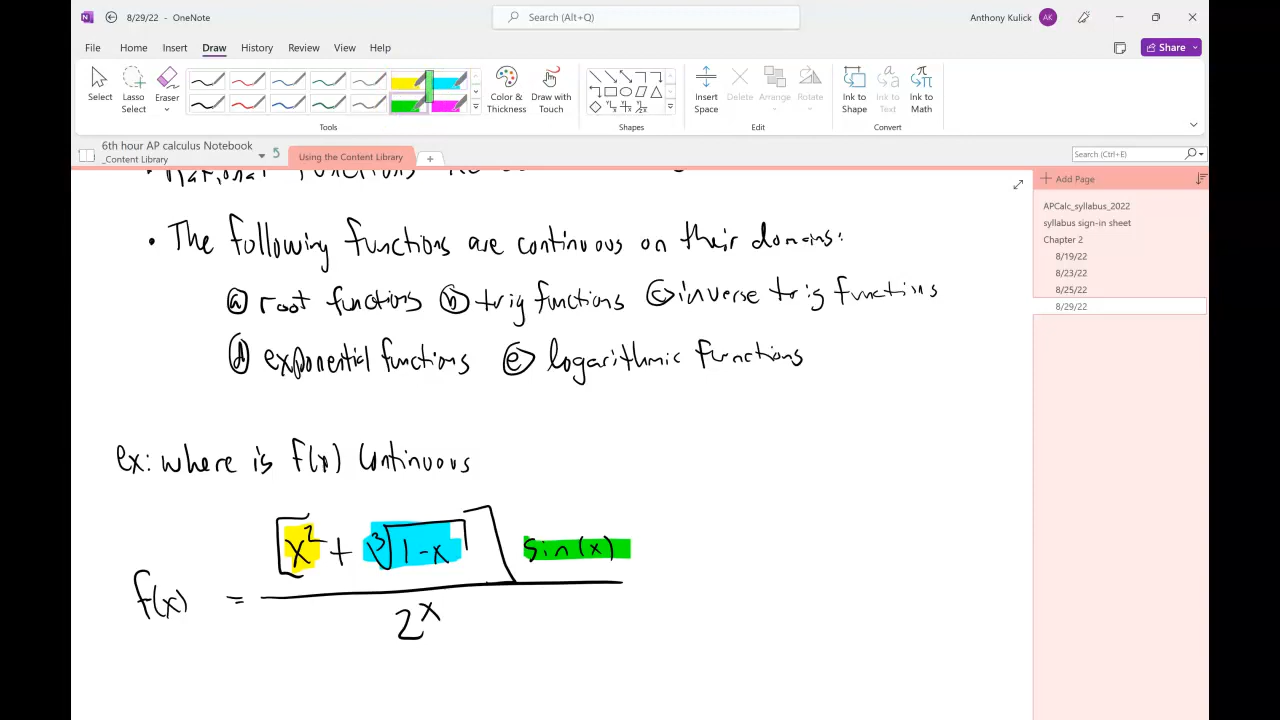 8/29/22 - OneNote
Search (Alt+Q)
Anthony Kulick AK
File Home Insert Draw History Review View Help Share
Select Lasso Select Eraser Color & Thickness Draw with Touch Insert Space Delete Arrange Rotate Ink to Shape Ink to Text Ink to Math
Tools Shapes Edit Convert
6th hour AP calculus Notebook
_Content Library
Using the Content Library
Search (Ctrl+E)
Add Page
APCalc_syllabus_2022
syllabus sign-in sheet
Chapter 2
8/19/22
8/23/22
8/25/22
8/29/22
• Rational functions
• The following functions are continuous on their domains:
ⓐ root functions ⓑ trig functions ⓒ inverse trig functions
ⓓ exponential functions ⓔ logarithmic functions
ex: where is f(x) continuous
f(x) = [x² + ∛(1-x)] sin(x) / 2ˣ